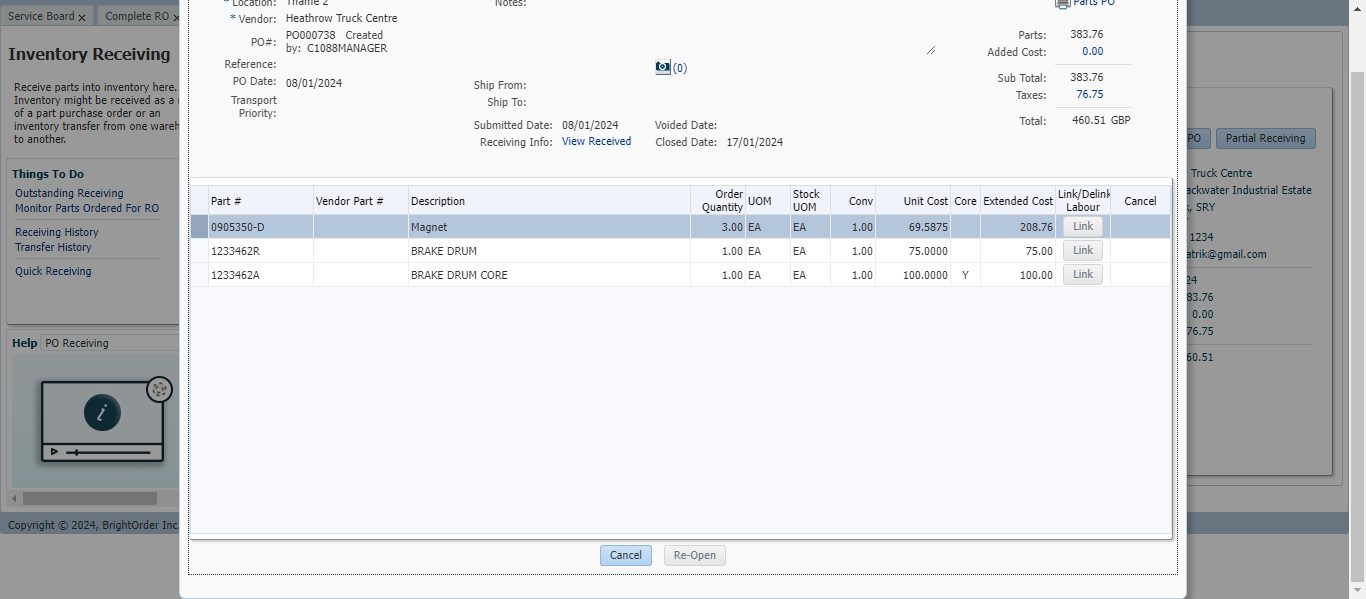 Service Board x
Complete RO x
Inventory Receiving
Receive parts into inventory here.
Inventory might be received as a
of a part purchase order or an
inventory transfer from one wareh
to another.
Things To Do
Outstanding Receiving
Monitor Parts Ordered For RO
Receiving History
Transfer History
Quick Receiving
Help PO Receiving
Copyright © 2024, BrightOrder Inc.
* Location: Thame 2
* Vendor: Heathrow Truck Centre
PO#: PO000738 Created
by: C1088MANAGER
Reference:
PO Date: 08/01/2024
Transport
Priority:
Notes:
(0)
Ship From:
Ship To:
Submitted Date: 08/01/2024 Voided Date:
Receiving Info: View Received Closed Date: 17/01/2024
Parts PO
Parts: 383.76
Added Cost: 0.00
Sub Total: 383.76
Taxes: 76.75
Total: 460.51 GBP
Part # Vendor Part # Description Order Quantity UOM Stock UOM Conv Unit Cost Core Extended Cost Link/Delink Labour Cancel
0905350-D Magnet 3.00 EA EA 1.00 69.5875 208.76 Link
1233462R BRAKE DRUM 1.00 EA EA 1.00 75.0000 75.00 Link
1233462A BRAKE DRUM CORE 1.00 EA EA 1.00 100.0000 Y 100.00 Link
Cancel Re-Open
PO Partial Receiving
Truck Centre
ackwater Industrial Estate
, SRY
1234
atrik@gmail.com
24
83.76
0.00
76.75
60.51